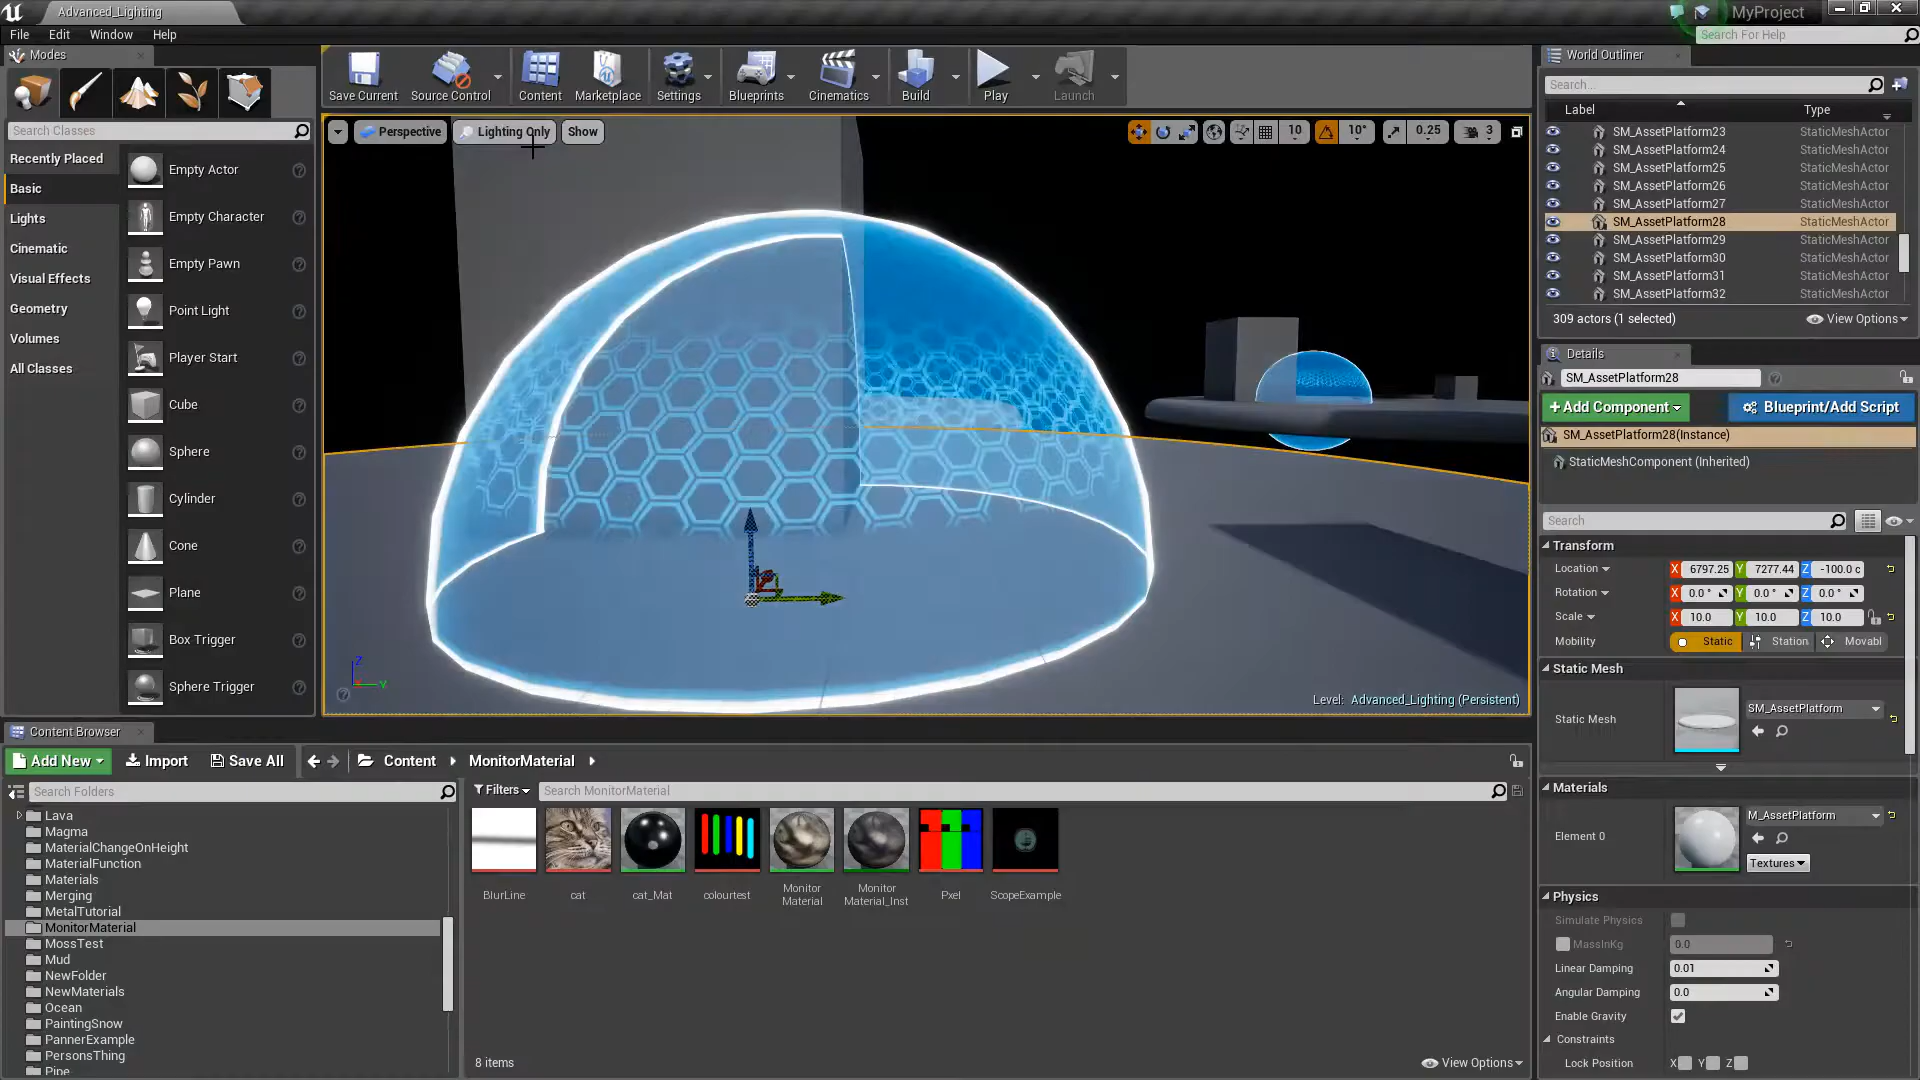 Advanced_Lighting
MyProject
File Edit Window Help
Search For Help
Modes
Save Current
Source Control
Content
Marketplace
Settings
Blueprints
Cinematics
Build
Play
Launch
Search Classes
Recently Placed
Basic
Lights
Cinematic
Visual Effects
Geometry
Volumes
All Classes
Empty Actor
Empty Character
Empty Pawn
Point Light
Player Start
Cube
Sphere
Cylinder
Cone
Plane
Box Trigger
Sphere Trigger
Perspective
Lighting Only
Show
10
10°
0.25
3
Z
Y
Level: Advanced_Lighting (Persistent)
World Outliner
Search...
Label Type
SM_AssetPlatform23 StaticMeshActor
SM_AssetPlatform24 StaticMeshActor
SM_AssetPlatform25 StaticMeshActor
SM_AssetPlatform26 StaticMeshActor
SM_AssetPlatform27 StaticMeshActor
SM_AssetPlatform28 StaticMeshActor
SM_AssetPlatform29 StaticMeshActor
SM_AssetPlatform30 StaticMeshActor
SM_AssetPlatform31 StaticMeshActor
SM_AssetPlatform32 StaticMeshActor
309 actors (1 selected) View Options
Details
SM_AssetPlatform28
+Add Component
Blueprint/Add Script
SM_AssetPlatform28(Instance)
StaticMeshComponent (Inherited)
Search
Transform
Location X 6797.25 Y 7277.44 Z -100.0 c
Rotation X 0.0 ° Y 0.0 ° Z 0.0 °
Scale X 10.0 Y 10.0 Z 10.0
Mobility Static Station Movabl
Static Mesh
Static Mesh SM_AssetPlatform
Materials
Element 0 M_AssetPlatform
Textures
Physics
Simulate Physics
MassInKg 0.0
Linear Damping 0.01
Angular Damping 0.0
Enable Gravity
Constraints
Lock Position X Y Z
Content Browser
Add New Import Save All Content MonitorMaterial
Search Folders
Filters Search MonitorMaterial
Lava
Magma
MaterialChangeOnHeight
MaterialFunction
Materials
Merging
MetalTutorial
MonitorMaterial
MossTest
Mud
NewFolder
NewMaterials
Ocean
PaintingSnow
PannerExample
PersonsThing
Pipe
BlurLine
cat
cat_Mat
colourtest
Monitor
Material
Monitor
Material_Inst
Pxel
ScopeExample
8 items
View Options